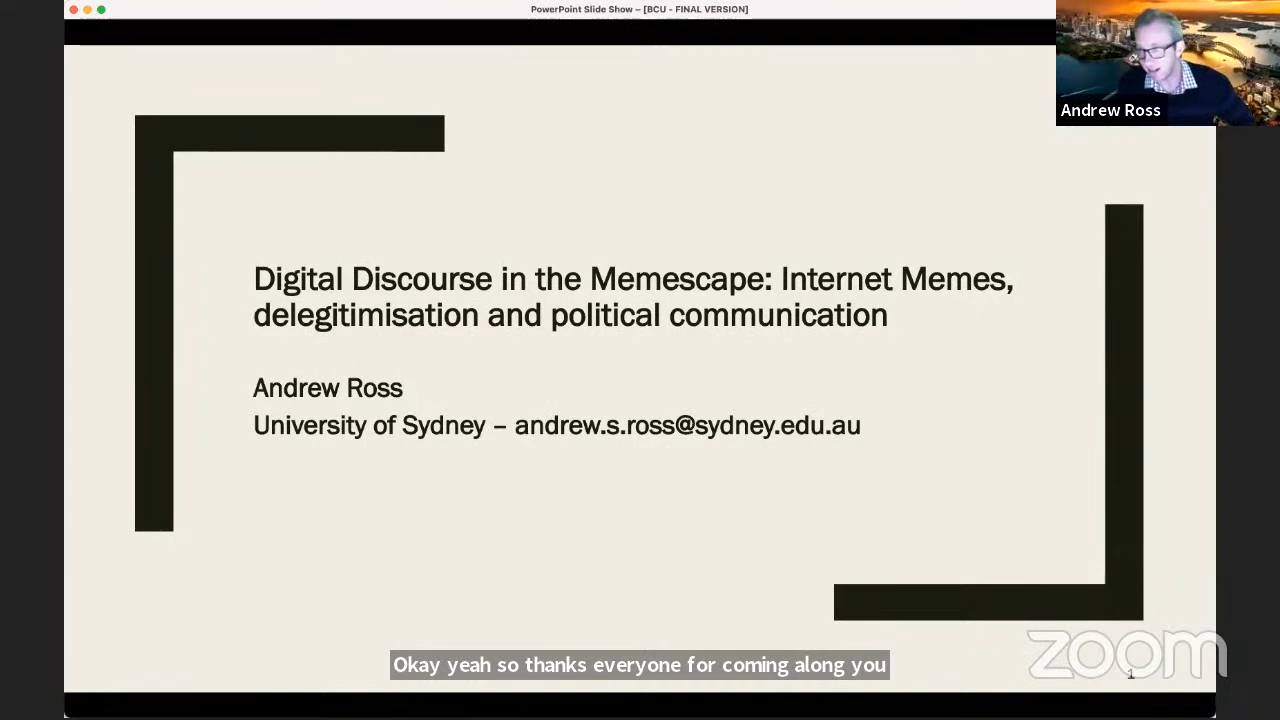 PowerPoint Slide Show – [BCU - FINAL VERSION]
Andrew Ross
Digital Discourse in the Memescape: Internet Memes,
delegitimisation and political communication
Andrew Ross
University of Sydney – andrew.s.ross@sydney.edu.au
Okay yeah so thanks everyone for coming along you
zoom
1